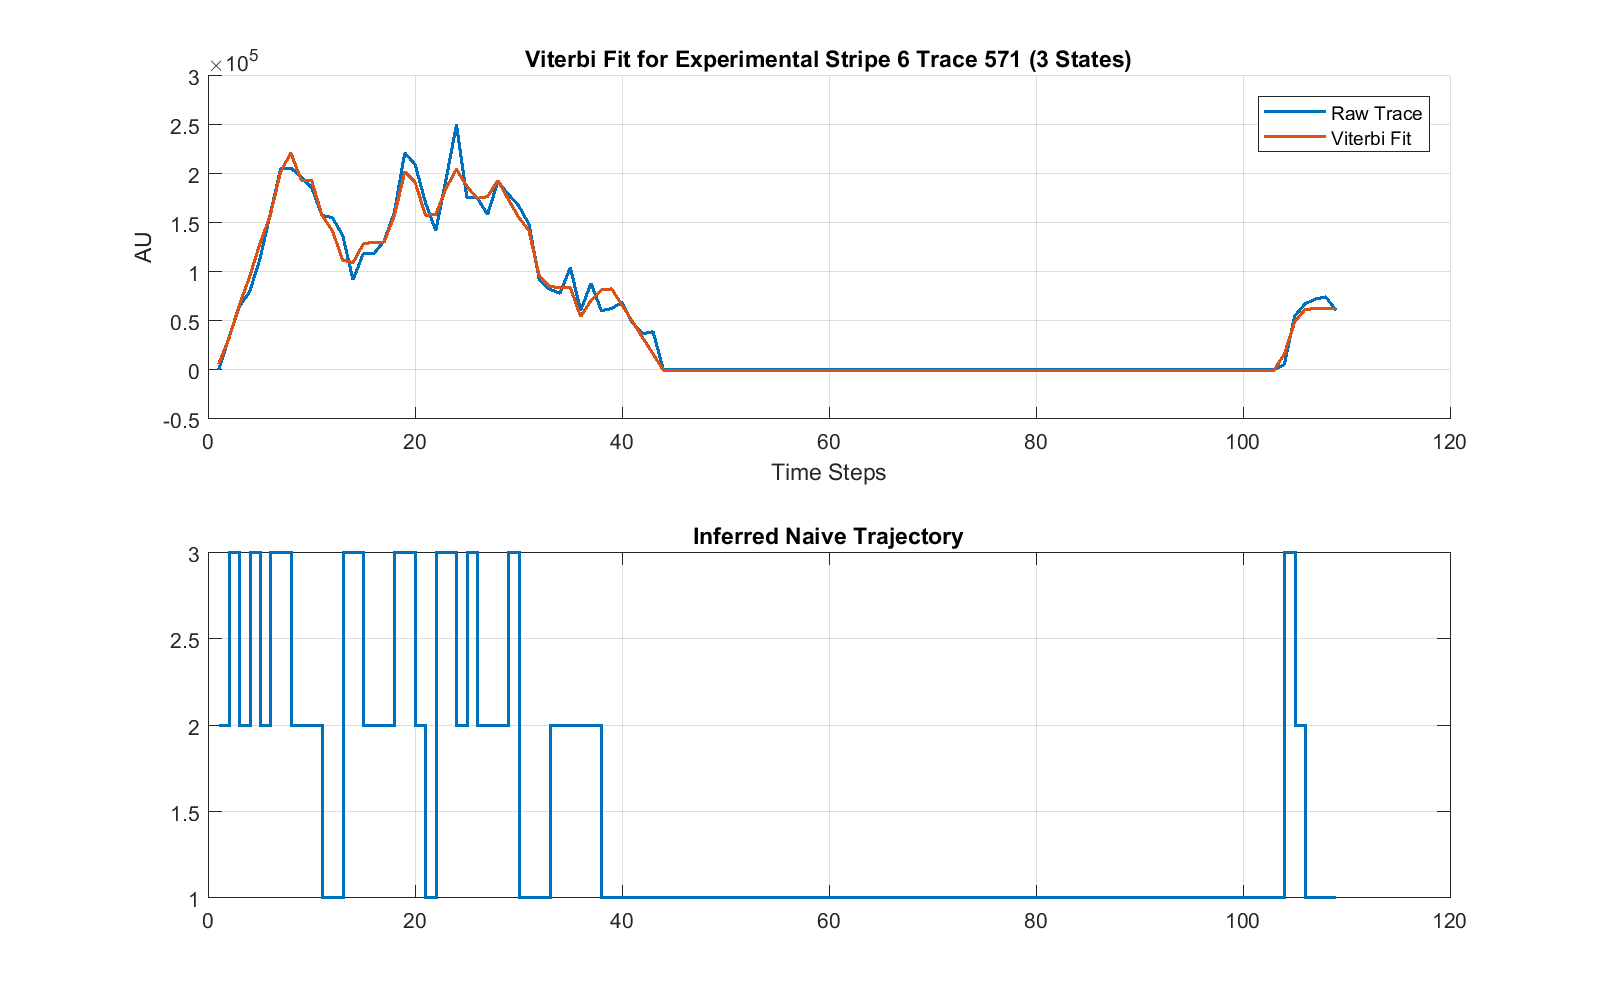 Viterbi Fit for Experimental Stripe 6 Trace 571 (3 States)
×10^5
3
2.5
2
1.5
1
0.5
0
-0.5
AU
Raw Trace
Viterbi Fit
0 20 40 60 80 100 120
Time Steps
Inferred Naive Trajectory
3
2.5
2
1.5
1
0 20 40 60 80 100 120